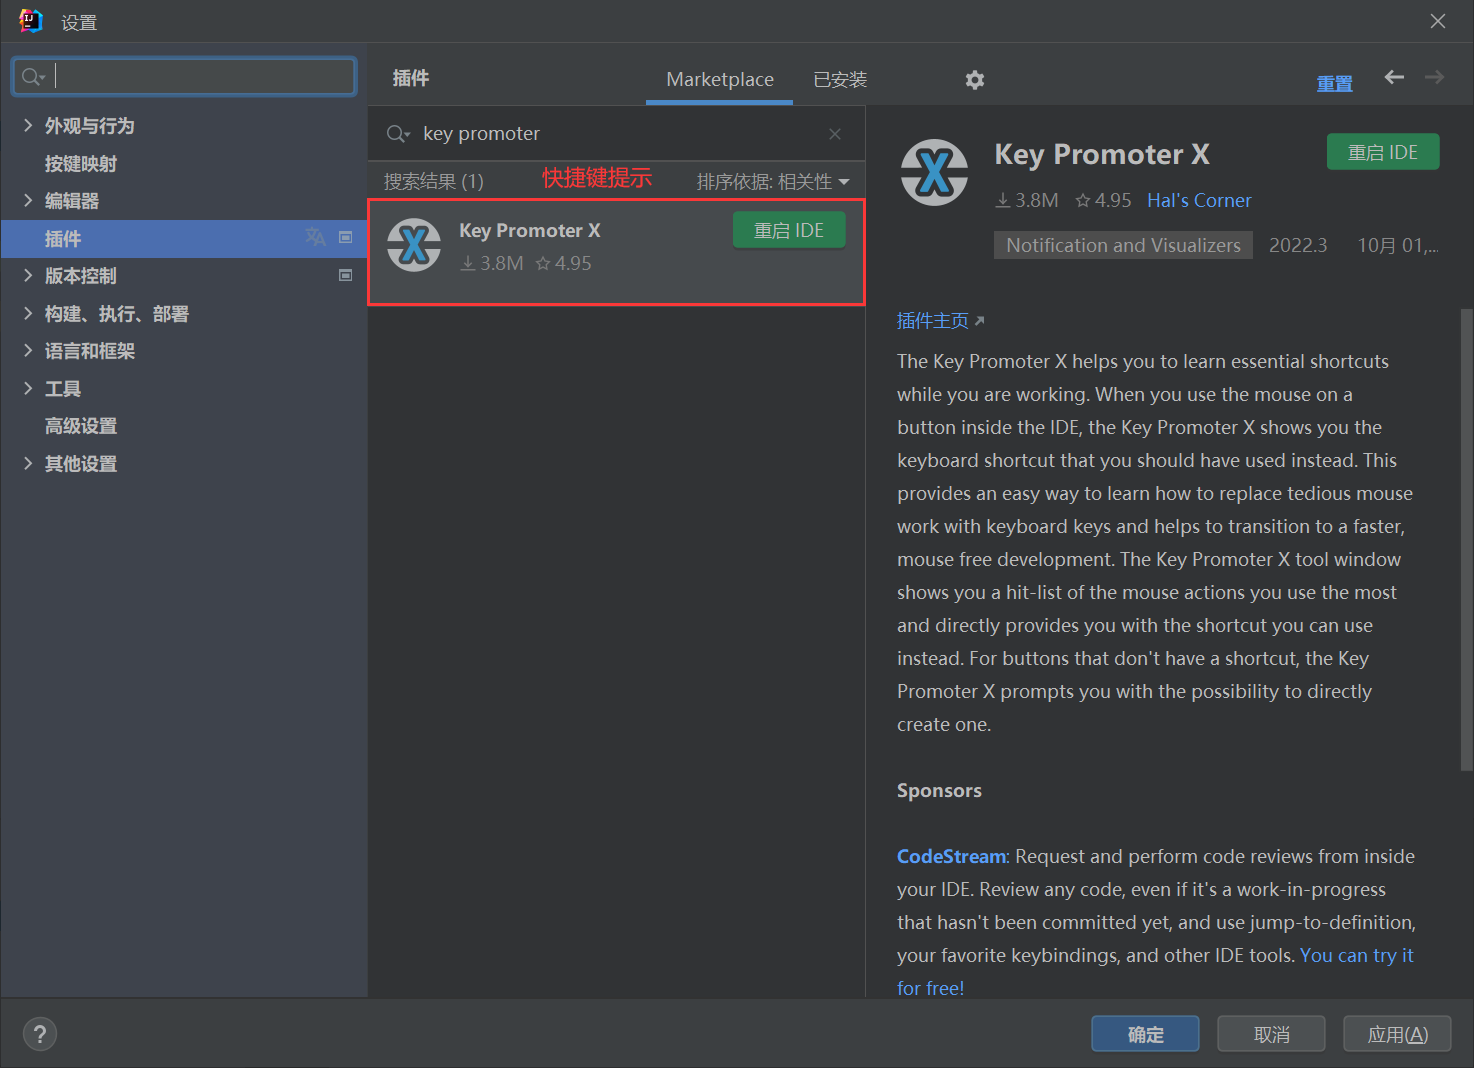 设置
外观与行为
按键映射
编辑器
插件
版本控制
构建、执行、部署
语言和框架
工具
高级设置
其他设置
插件
Marketplace
已安装
重置
key promoter
搜索结果 (1)
快捷键提示
排序依据: 相关性
Key Promoter X
重启 IDE
3.8M
4.95
Key Promoter X
重启 IDE
3.8M
4.95
Hal's Corner
Notification and Visualizers
2022.3
10月 01,...
插件主页
The Key Promoter X helps you to learn essential shortcuts
while you are working. When you use the mouse on a
button inside the IDE, the Key Promoter X shows you the
keyboard shortcut that you should have used instead. This
provides an easy way to learn how to replace tedious mouse
work with keyboard keys and helps to transition to a faster,
mouse free development. The Key Promoter X tool window
shows you a hit-list of the mouse actions you use the most
and directly provides you with the shortcut you can use
instead. For buttons that don't have a shortcut, the Key
Promoter X prompts you with the possibility to directly
create one.
Sponsors
CodeStream: Request and perform code reviews from inside
your IDE. Review any code, even if it's a work-in-progress
that hasn't been committed yet, and use jump-to-definition,
your favorite keybindings, and other IDE tools. You can try it
for free!
?
确定
取消
应用(A)